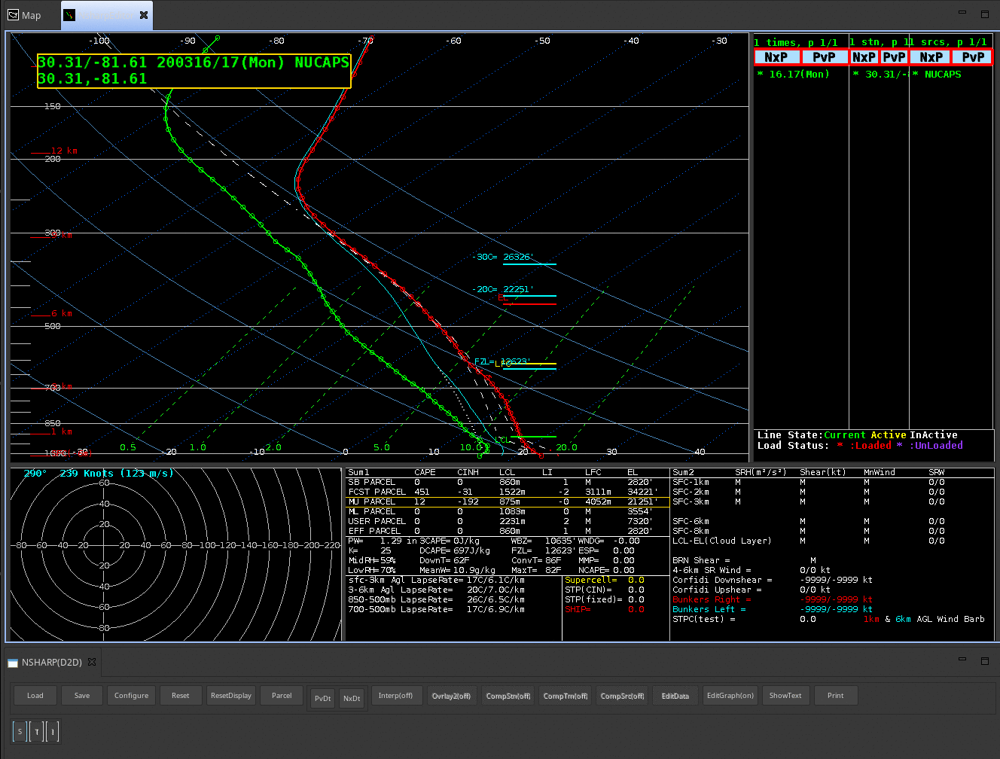 Map
-100 -90 -80 -70 -60 -50 -40 -30
30.31/-81.61 200316/17(Mon) NUCAPS
30.31,-81.61
150
12 km
200
300
km
-30C= 26326'
-20C= 22251'
EL
6 km
500
FZL= 12623'
LFC
700
km
850
LCL
1 km
0.5 1.0 2.0 5.0 10.0 20.0
-30 -20 -10 0 10 20 30 40
1 times, p 1/1 1 stn, p 1 1 srcs, p 1/1
NxP PvP NxP PvP NxP PvP
* 16.17(Mon) * 30.31/- * NUCAPS
Line State:Current Active InActive
Load Status: * :Loaded * :UnLoaded
290° 239 Knots (123 m/s)
60
40
20
-80 -60 -40 -20 20 40 60 80 100 120 140 160 180 200 220
20
40
60
80
Sum1 CAPE CINH LCL LI LFC EL
SB PARCEL 0 0 860m 1 M 2820'
FCST PARCEL 451 -31 1522m -2 3111m 34221'
MU PARCEL 12 -192 875m -0 4052m 21251'
ML PARCEL 0 0 1083m 0 M 3554'
USER PARCEL 0 0 2231m 2 M 7320'
EFF PARCEL 0 0 860m 1 M 2820'
PW= 1.29 in 3CAPE= 0J/kg WBZ= 10635' WNDG= -0.00
K= 25 DCAPE= 697J/kg FZL= 12623' ESP= 0.00
MidRH=59% DownT= 62F ConvT= 86F MMP= 0.00
LowRH=70% MeanW= 10.9g/kg MaxT= 82F NCAPE= 0.00
sfc-3km Agl LapseRate= 17C/6.1C/km
3-6km Agl LapseRate= 20C/7.0C/km
850-500mb LapseRate= 26C/6.5C/km
700-500mb LapseRate= 17C/6.9C/km
Supercell= 0.0
STP(CIN)= 0.0
STP(fixed)= 0.0
SHIP= 0.0
Sum2 SRH(m²/s²) Shear(kt) MnWind SRW
SFC-1km M M M 0/0
SFC-2km M M M 0/0
SFC-3km M M M 0/0
SFC-6km M M 0/0
SFC-8km M M 0/0
LCL-EL(Cloud Layer) M M 0/0
BRN Shear = M
4-6km SR Wind = 0/0 kt
Corfidi Downshear = -9999/-9999 kt
Corfidi Upshear = 0/0 kt
Bunkers Right = -9999/-9999 kt
Bunkers Left = -9999/-9999 kt
STPC(test) = 0.0 1km & 6km AGL Wind Barb
NSHARP(D2D)
Load Save Configure Reset ResetDisplay Parcel PvDt NxDt Interp(off) Ovrlay2(off) CompStn(off) CompTm(off) CompSrc(off) EditData EditGraph(on) ShowText Print
S T I